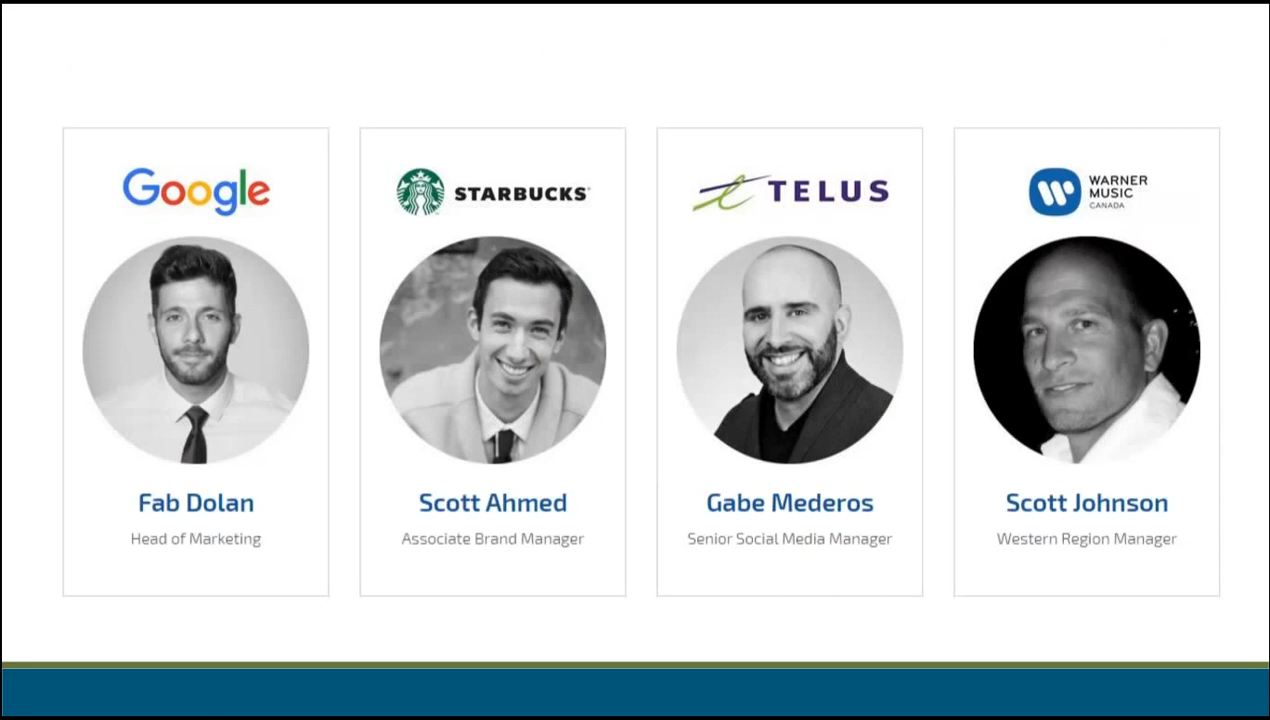 Google
STARBUCKS
TELUS
WARNER
MUSIC
CANADA
Fab Dolan
Head of Marketing
Scott Ahmed
Associate Brand Manager
Gabe Mederos
Senior Social Media Manager
Scott Johnson
Western Region Manager